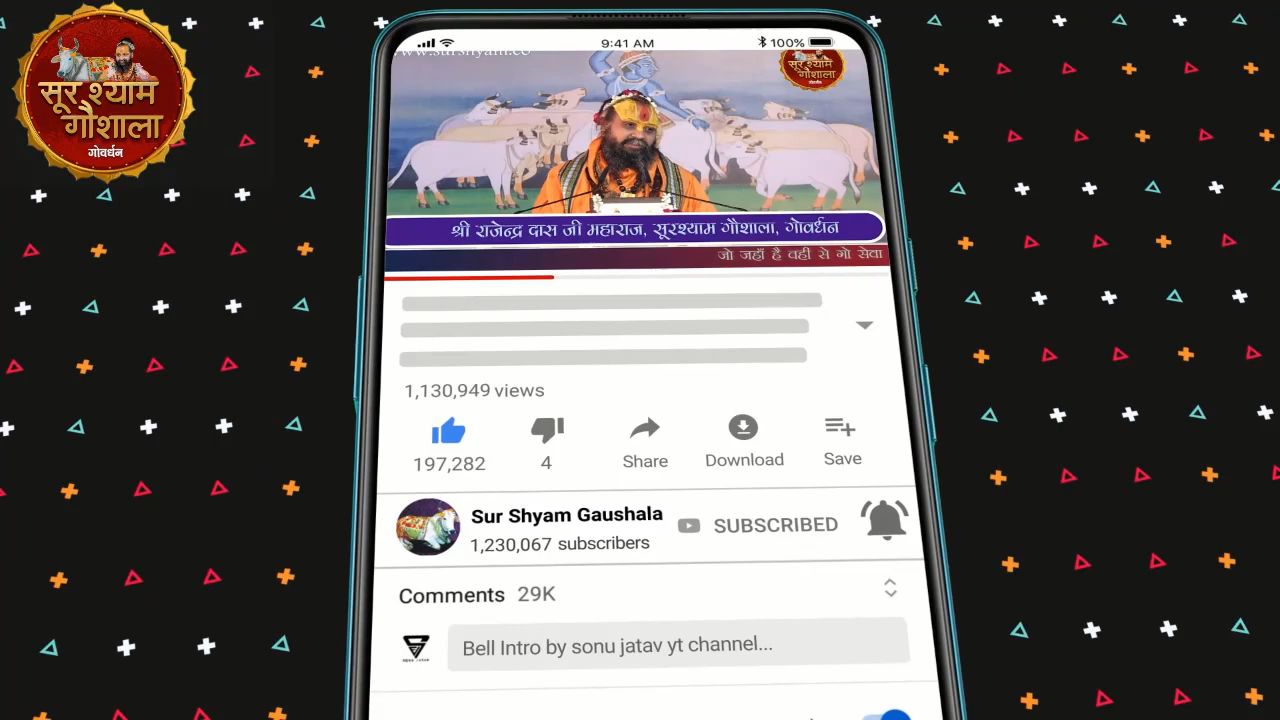 सूर श्याम
गौशाला
गोवर्धन
9:41 AM
100%
सूर श्याम
गौशाला
श्री राजेन्द्र दास जी महाराज, सूरश्याम गौशाला, गोवर्धन
जो जहाँ है वही से गो सेवा
1,130,949 views
197,282
4
Share
Download
Save
Sur Shyam Gaushala
SUBSCRIBED
1,230,067 subscribers
Comments 29K
Bell Intro by sonu jatav yt channel...